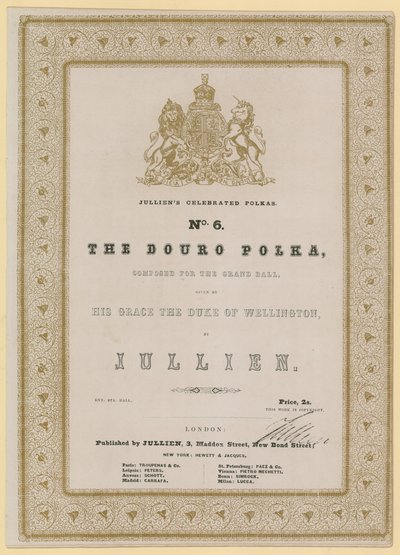 JULLIEN'S CELEBRATED POLKAS.
No. 6.
THE DOURO POLKA,
COMPOSED FOR THE GRAND BALL,
GIVEN BY
HIS GRACE THE DUKE OF WELLINGTON,
BY
JULLIEN.
ENT. STA. HALL.
Price, 2s.
THIS WORK IS COPYRIGHT.
LONDON:
Published by JULLIEN, 3, Maddox Street, New Bond Street;
NEW YORK: HEWETT & JACQUES,
Paris: TROUPENAS & Co.
Leipsic: PETERS,
Anvers: SCHOTT,
Madrid: CARRAFA,
St. Petersburg: PAEZ & Co.
Vienna: PIETRO MECHETTI,
Bonn: SIMROCK,
Milan: LUCCA.